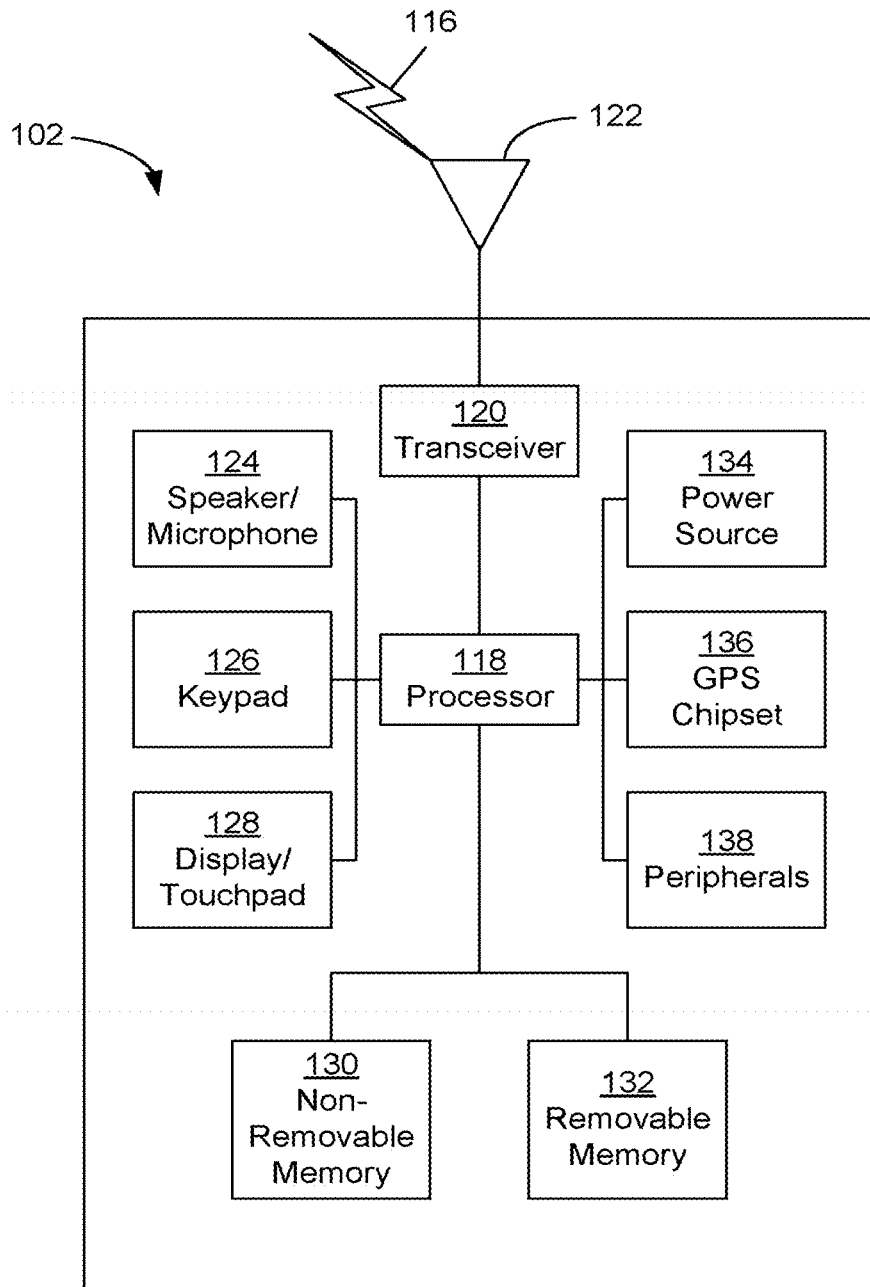 116
122
102
120
Transceiver
124
Speaker/
Microphone
134
Power
Source
126
Keypad
118
Processor
136
GPS
Chipset
128
Display/
Touchpad
138
Peripherals
130
Non-
Removable
Memory
132
Removable
Memory